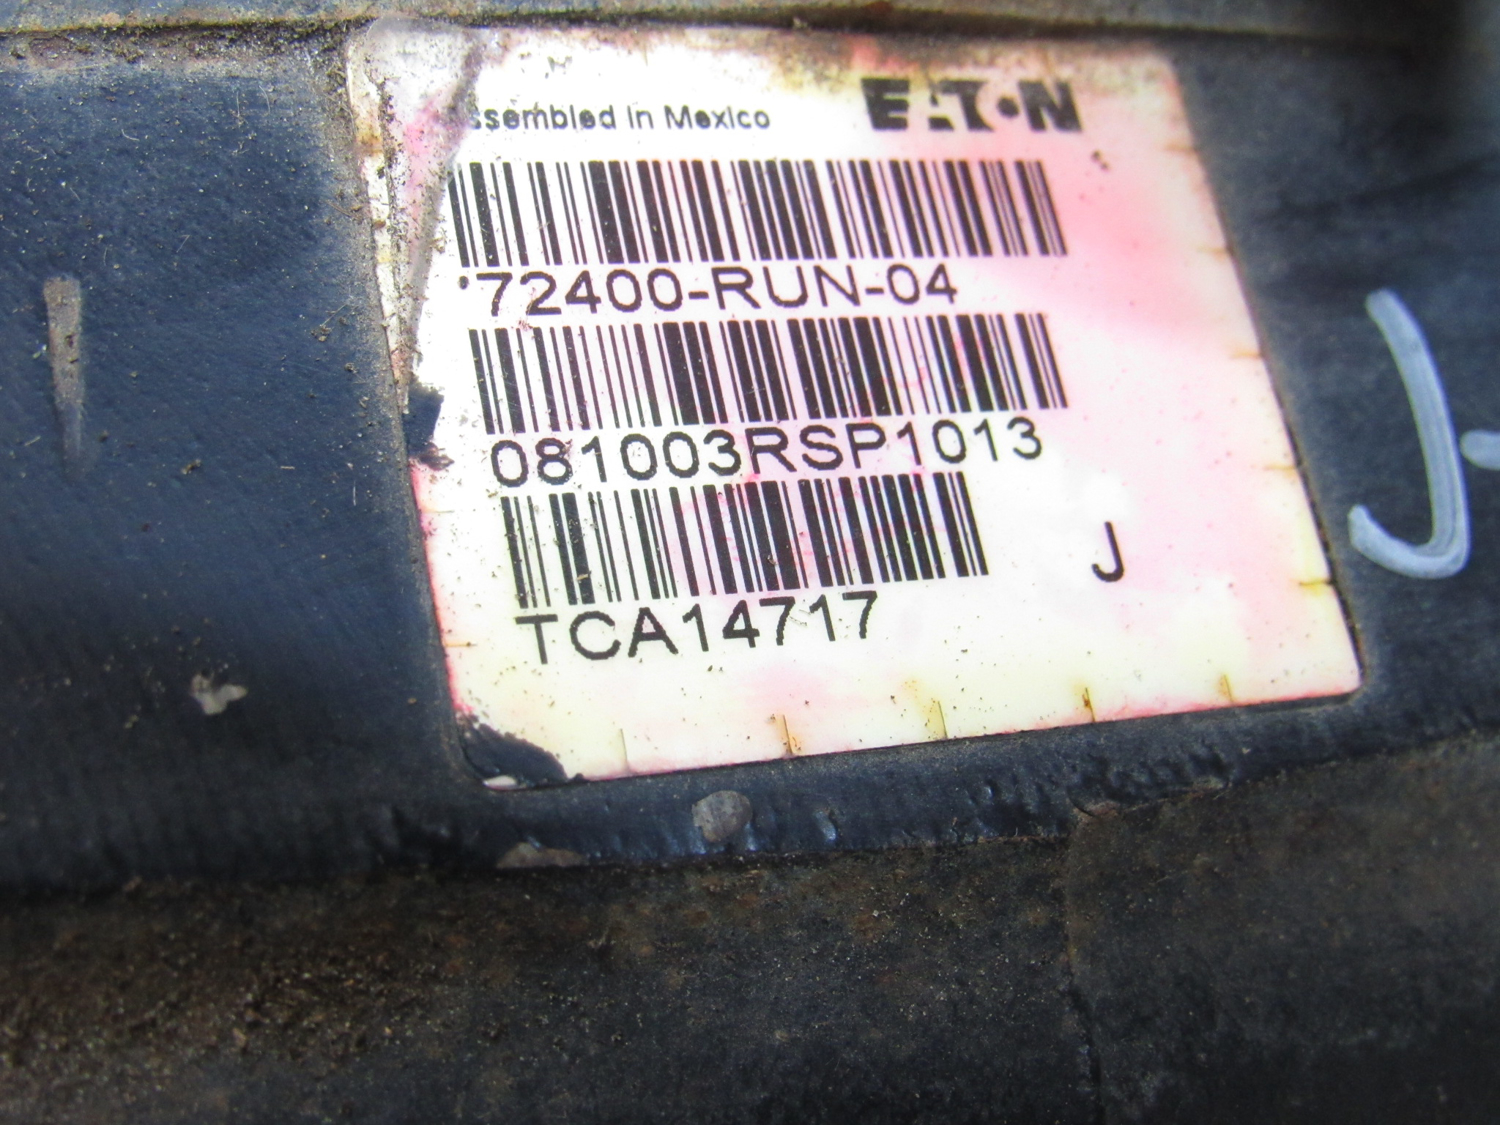 ssembled in Mexico EATON
72400-RUN-04
081003RSP1013
TCA14717 J